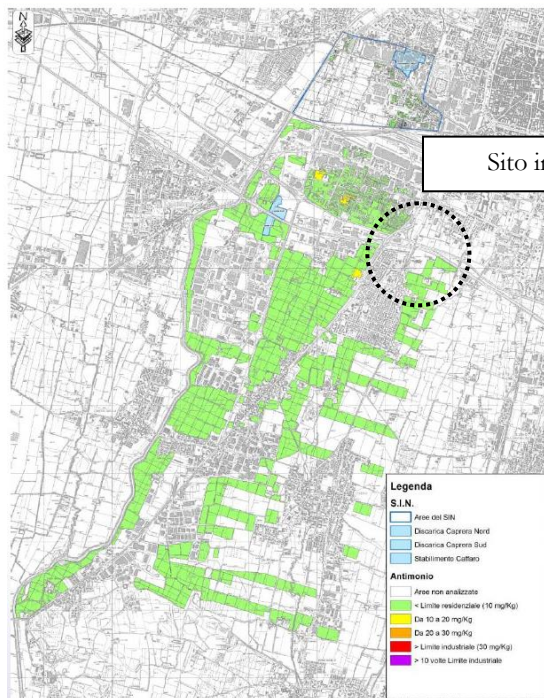 N
Sito in
Legenda
S.I.N.
Aree del SIN
Discarica Caprera Nord
Discarica Caprera Sud
Stabilimento Caffaro
Antimonio
Aree non analizzate
< Limite residenziale (10 mg/Kg)
Da 10 a 20 mg/Kg
Da 20 a 30 mg/Kg
> Limite industriale (30 mg/Kg)
> 10 volte Limite industriale